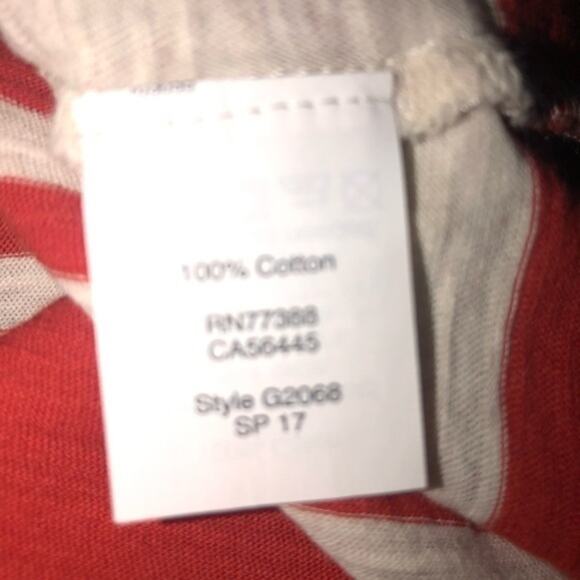 100% Cotton
RN77388
CA56445
Style G2068
SP 17